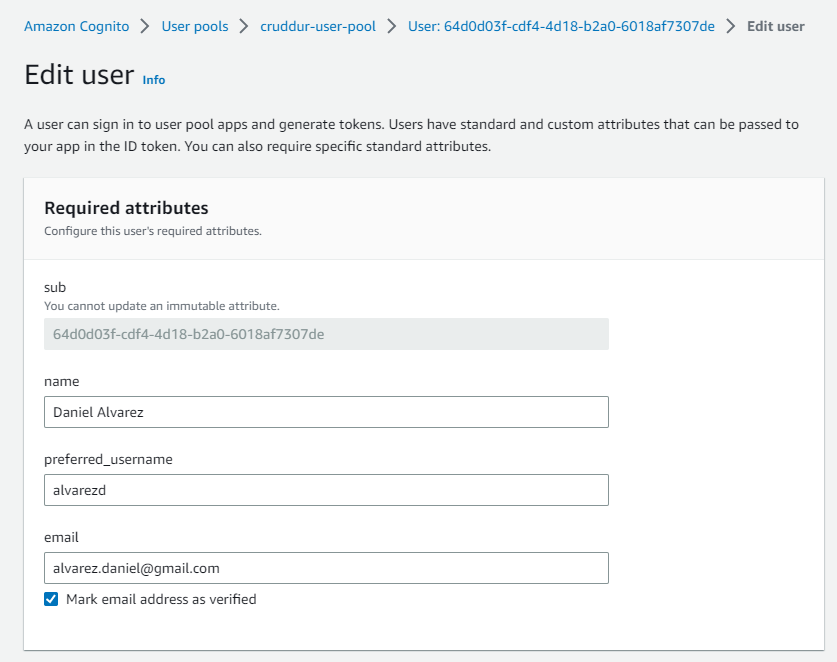 Amazon Cognito > User pools > cruddur-user-pool > User: 64d0d03f-cdf4-4d18-b2a0-6018af7307de > Edit user
Edit user Info
A user can sign in to user pool apps and generate tokens. Users have standard and custom attributes that can be passed to
your app in the ID token. You can also require specific standard attributes.
Required attributes
Configure this user's required attributes.
sub
You cannot update an immutable attribute.
64d0d03f-cdf4-4d18-b2a0-6018af7307de
name
Daniel Alvarez
preferred_username
alvarezd
email
alvarez.daniel@gmail.com
Mark email address as verified